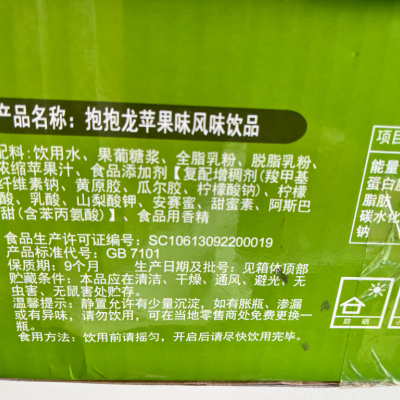 产品名称：抱抱龙苹果味风味饮品
配料：饮用水、果葡糖浆、全脂乳粉、脱脂乳粉、
浓缩苹果汁、食品添加剂【复配增稠剂(羧甲基
纤维素钠、黄原胶、瓜尔胶、柠檬酸钠)、柠檬
酸、乳酸、山梨酸钾、安赛蜜、甜蜜素、阿斯巴
甜(含苯丙氨酸)】、食品用香精
食品生产许可证编号：SC10613092200019
产品标准代号：GB 7101
保质期：9个月 生产日期及批号：见箱体顶部
贮藏条件：本品应在清洁、干燥、通风、避光、无
虫害、无鼠害处贮存。
温馨提示：静置允许有少量沉淀，如有胀瓶、渗漏
或有异味，请勿饮用，可在当地零售商处免费更换一
瓶。
食用方法：饮用前请摇匀，开启后请尽快饮用完毕。
项目
能量
蛋白质
脂肪
碳水化
钠
防晒